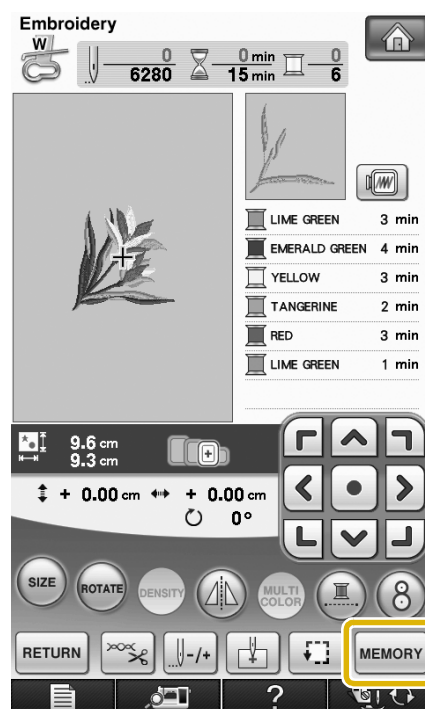 Embroidery
W
0
6280
0 min
15 min
0
6
LIME GREEN 3 min
EMERALD GREEN 4 min
YELLOW 3 min
TANGERINE 2 min
RED 3 min
LIME GREEN 1 min
9.6 cm
9.3 cm
+ 0.00 cm + 0.00 cm
0°
SIZE
ROTATE
DENSITY
MULTI
COLOR
8
RETURN
-/+
MEMORY
?